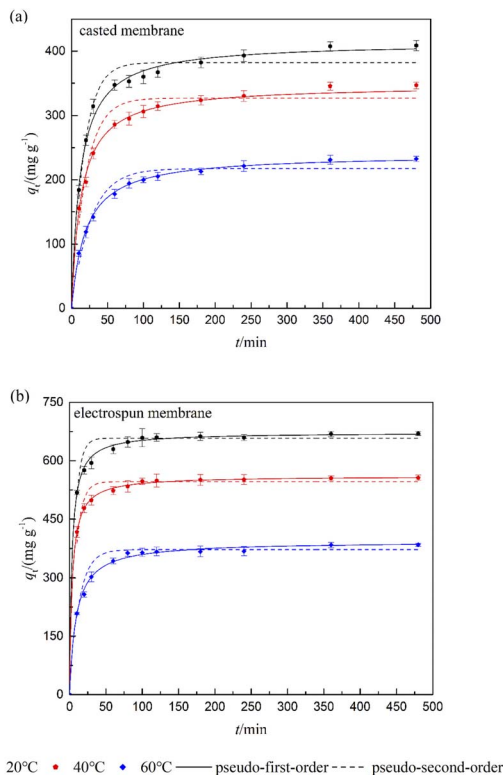 (a)
casted membrane
400
300
200
100
0
0 50 100 150 200 250 300 350 400 450 500
qt/(mg g-1)
t/min
(b)
electrospun membrane
750
600
450
300
150
0
0 50 100 150 200 250 300 350 400 450 500
qt/(mg g-1)
t/min
20°C 40°C 60°C pseudo-first-order pseudo-second-order